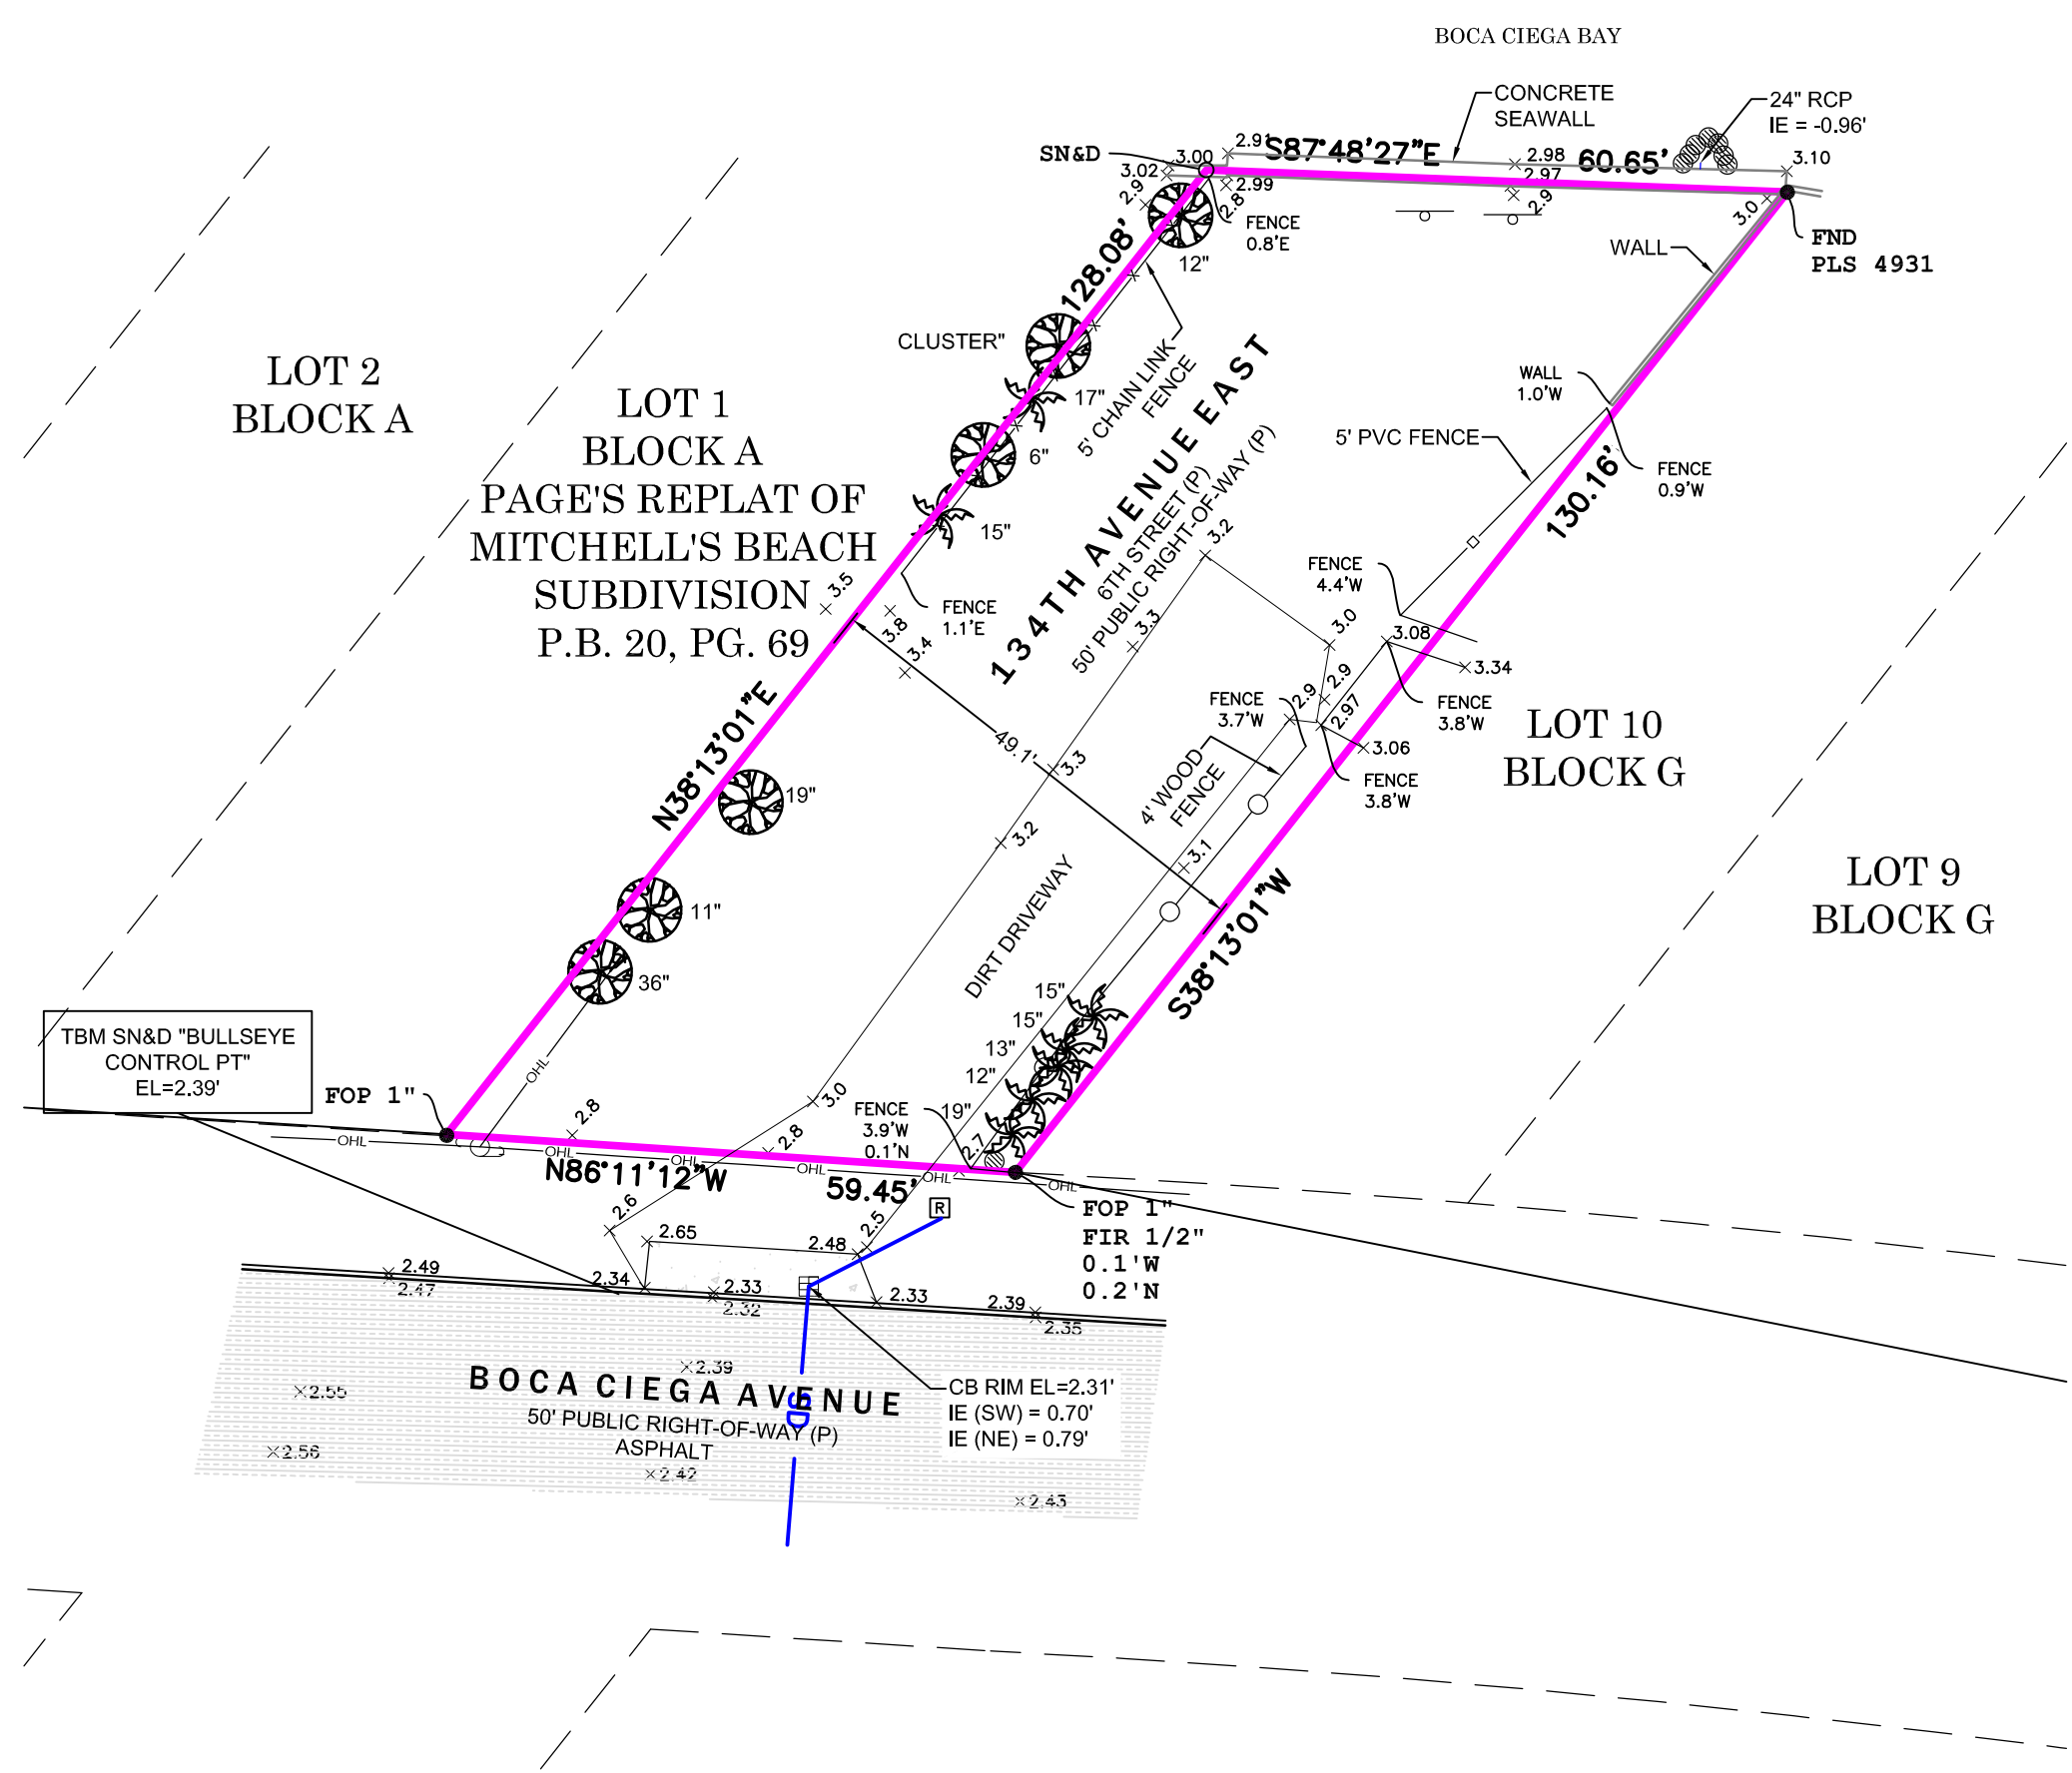 BOCA CIEGA BAY
CONCRETE
SEAWALL
24" RCP
IE = -0.96'
SN&D
3.00
2.91
S87°48'27"E
2.98
60.65'
3.10
3.02
2.99
2.97
2.9
2.8
2.9
3.0
FENCE
0.8'E
FND
PLS 4931
WALL
12"
128.08'
CLUSTER"
17"
5' CHAIN LINK
FENCE
6"
15"
LOT 2
BLOCK A
LOT 1
BLOCK A
PAGE'S REPLAT OF
MITCHELL'S BEACH
SUBDIVISION
P.B. 20, PG. 69
134TH AVENUE EAST
6TH STREET (P)
50' PUBLIC RIGHT-OF-WAY (P)
WALL
1.0'W
5' PVC FENCE
FENCE
0.9'W
130.16'
FENCE
4.4'W
3.2
3.3
3.0
3.08
3.34
3.5
3.8
3.4
FENCE
1.1'E
2.9
2.9
2.97
FENCE
3.7'W
FENCE
3.8'W
3.06
FENCE
3.8'W
LOT 10
BLOCK G
LOT 9
BLOCK G
N38°13'01"E
49.1'
3.3
4' WOOD
FENCE
19"
3.2
3.1
DIRT DRIVEWAY
S38°13'01"W
11"
36"
15"
15"
13"
12"
19"
TBM SN&D "BULLSEYE
CONTROL PT"
EL=2.39'
FOP 1"
OHL
2.8
3.0
2.8
FENCE
3.9'W
0.1'N
2.7
OHL
OHL
OHL
OHL
OHL
OHL
N86°11'12"W
59.45'
R
FOP 1"
FIR 1/2"
0.1'W
0.2'N
2.6
2.65
2.48
2.5
2.49
2.47
2.34
2.33
2.32
2.33
2.39
2.35
2.39
2.55
BOCA CIEGA AVENUE
50' PUBLIC RIGHT-OF-WAY (P)
ASPHALT
SD
CB RIM EL=2.31'
IE (SW) = 0.70'
IE (NE) = 0.79'
2.56
2.42
2.43